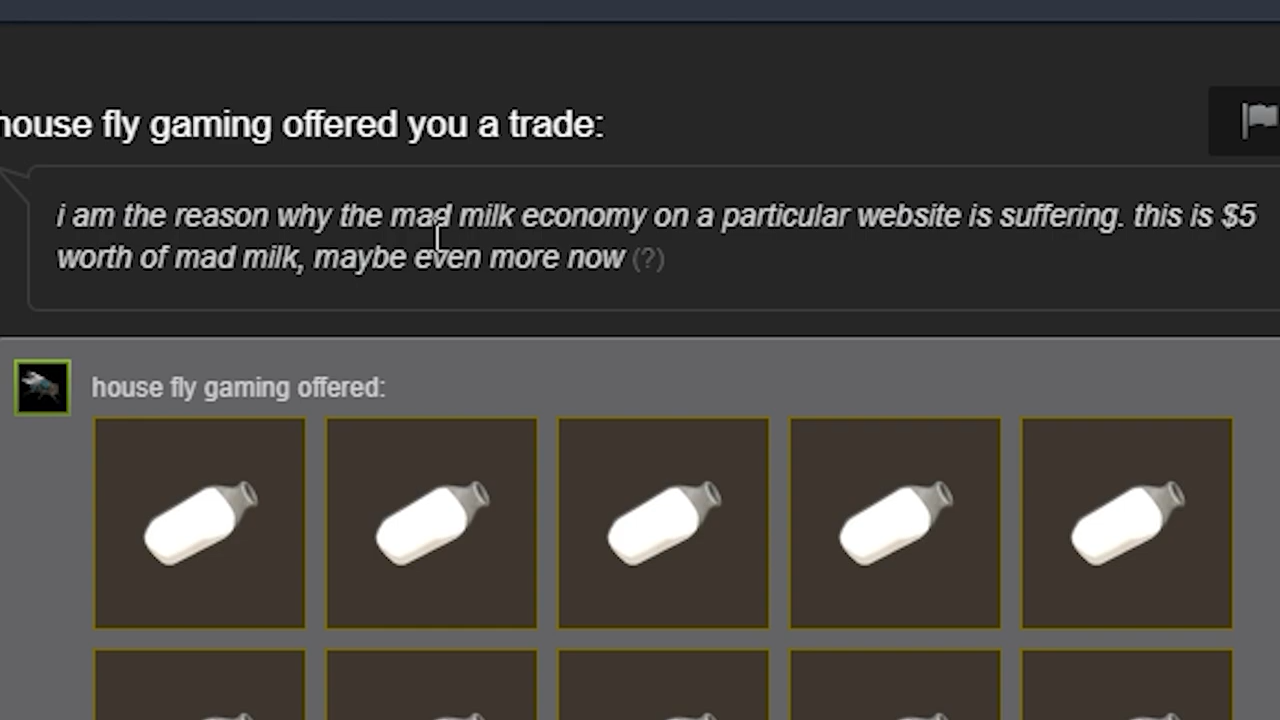 house fly gaming offered you a trade:
i am the reason why the mad milk economy on a particular website is suffering. this is $5
worth of mad milk, maybe even more now (?)
house fly gaming offered: